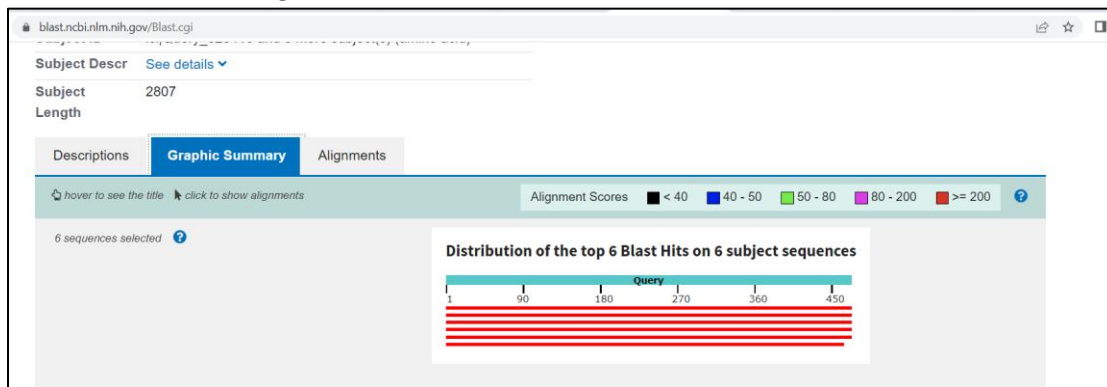 blast.ncbi.nlm.nih.gov/Blast.cgi
Subject Descr See details
Subject 2807
Length
Descriptions Graphic Summary Alignments
hover to see the title click to show alignments Alignment Scores < 40 40 - 50 50 - 80 80 - 200 >= 200 ?
6 sequences selected ?
Distribution of the top 6 Blast Hits on 6 subject sequences
Query
1 90 180 270 360 450